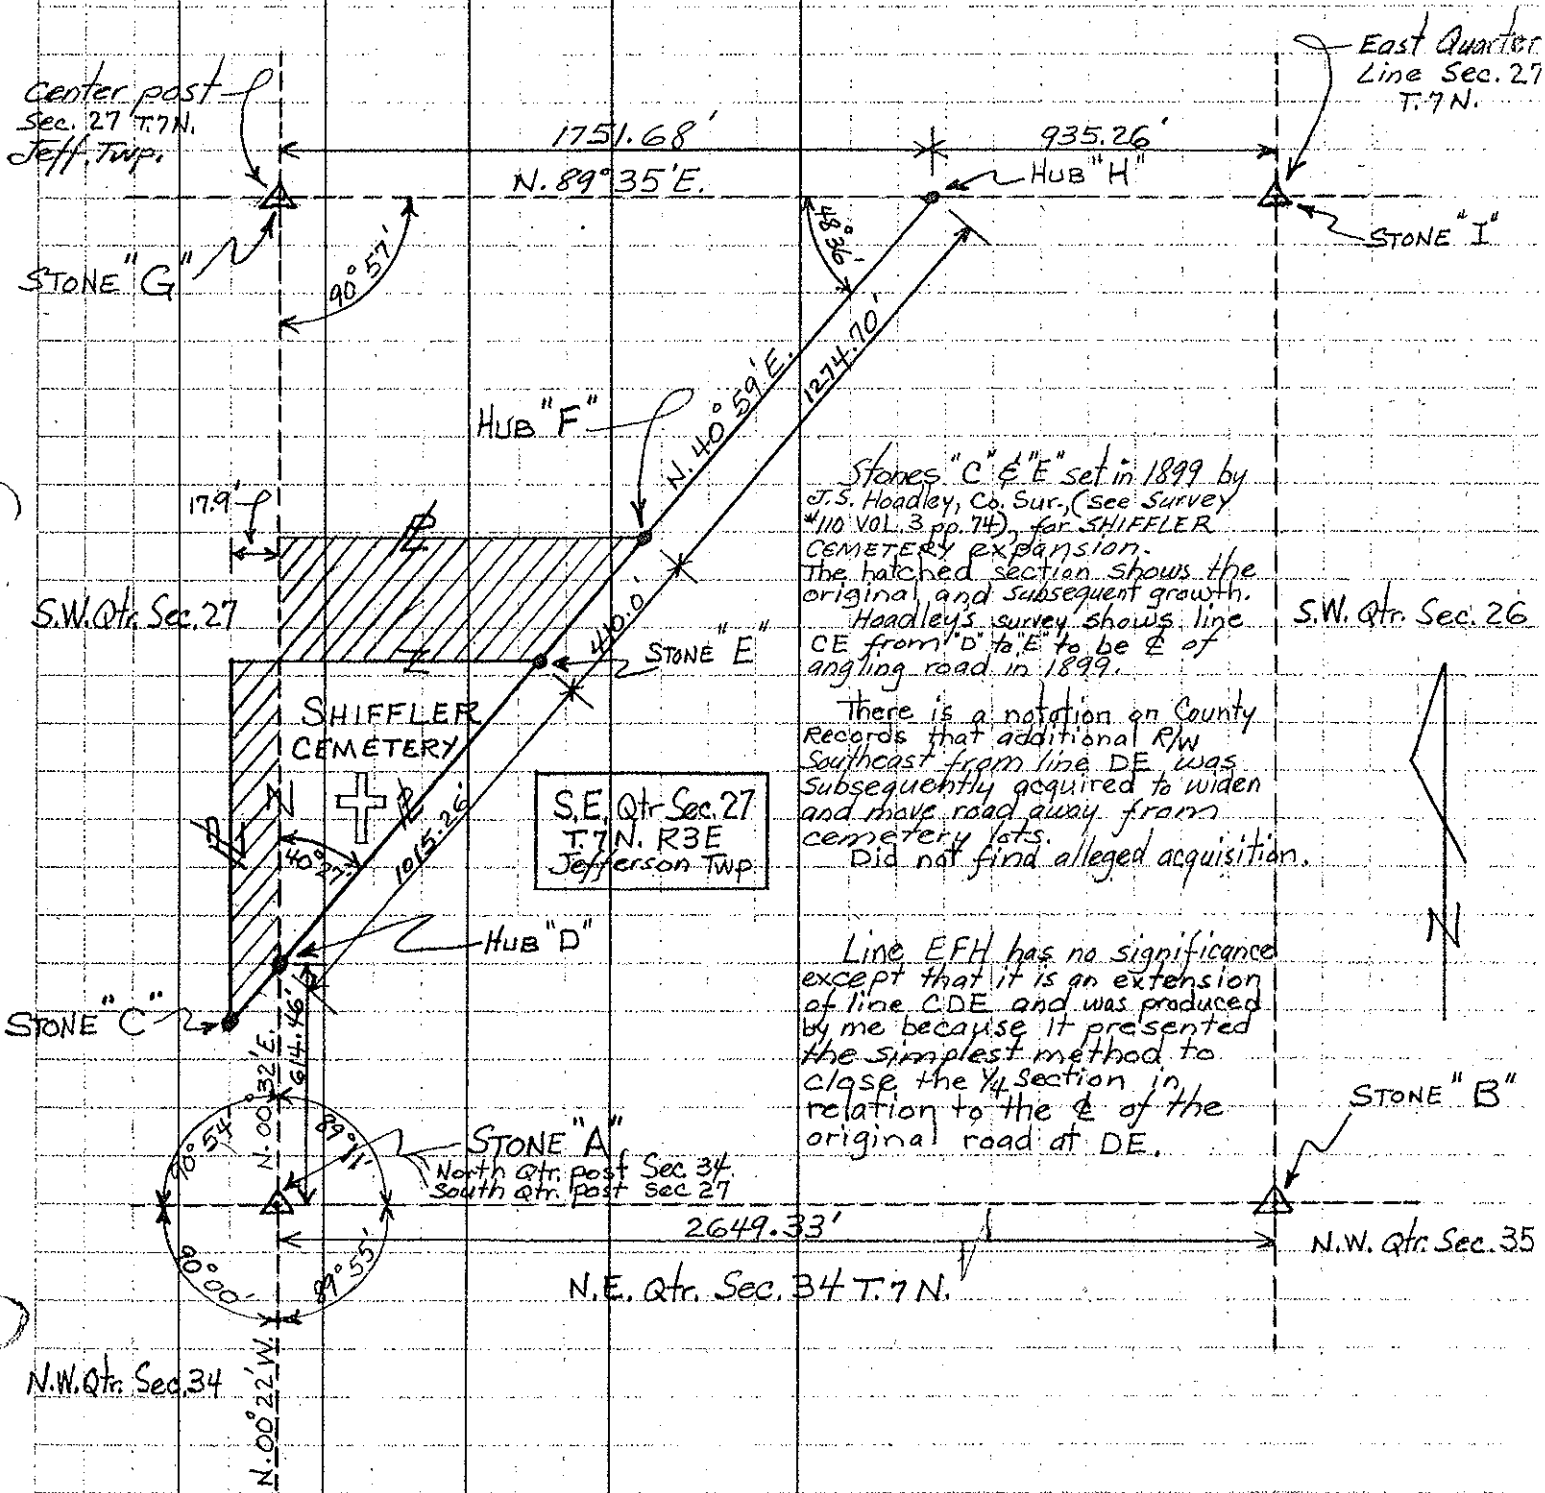 Center post
Sec. 27 T.7N.
Jeff. Twp.
East Quarter
Line Sec. 27
T.7N.
1751.68'
935.26'
N. 89°35'E.
HUB "H"
STONE "G"
90°57'
48°36'
STONE "I"
N. 40°59'E.
1274.70'
HUB "F"
17.9'
Stones "C" & "E" set in 1899 by
J.S. Hoadley, Co. Sur., (see Survey
#110 VOL. 3 pp. 74), for SHIFFLER
CEMETERY expansion.
The hatched section shows the
original and subsequent growth.
Hoadley's survey shows line
CE from "D" to "E" to be ℄ of
angling road in 1899.
S.W. Qtr. Sec. 27
S.W. Qtr. Sec. 26
410.0'
STONE "E"
SHIFFLER
CEMETERY
There is a notation on County
Records that additional R/W
Southeast from line DE was
Subsequently acquired to widen
and move road away from
cemetery lots.
Did not find alleged acquisition.
S.E. Qtr Sec. 27
T.7N. R3E
Jefferson Twp
1015.26'
HUB "D"
N
Line EFH has no significance
except that it is an extension
of line CDE and was produced
by me because it presented
the simplest method to
close the 1/4 Section in
relation to the ℄ of the
original road at DE.
STONE "C"
614.46'
N. 00°32'E.
STONE "B"
90°54'
89°11'
STONE "A"
North Qtr. post Sec 34
South Qtr. post Sec 27
2649.33'
90°00'
89°55'
N.W. Qtr. Sec. 35
N.E. Qtr. Sec. 34 T.7N.
N.W. Qtr. Sec. 34
N. 00°22'W.